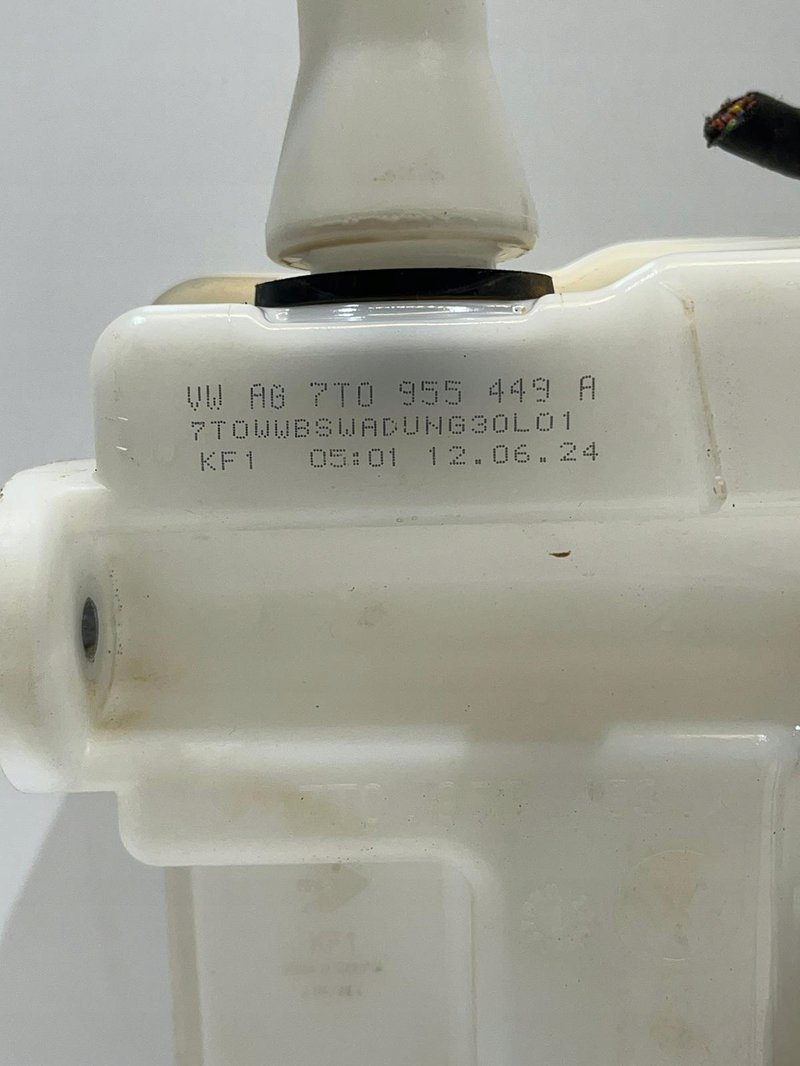 VW AG 7T0 955 449 A
7T0WWBSWADUNG30L01
KF1 05:01 12.06.24